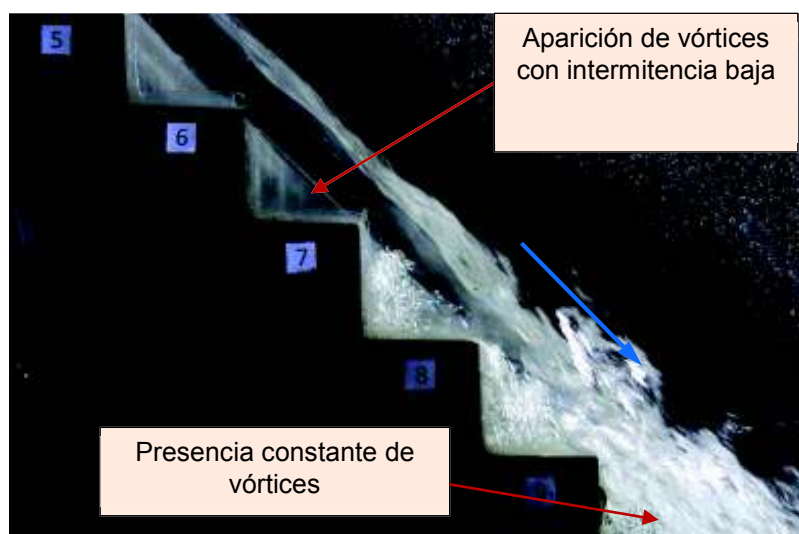 5
Aparición de vórtices
con intermitencia baja
6
7
8
Presencia constante de
vórtices